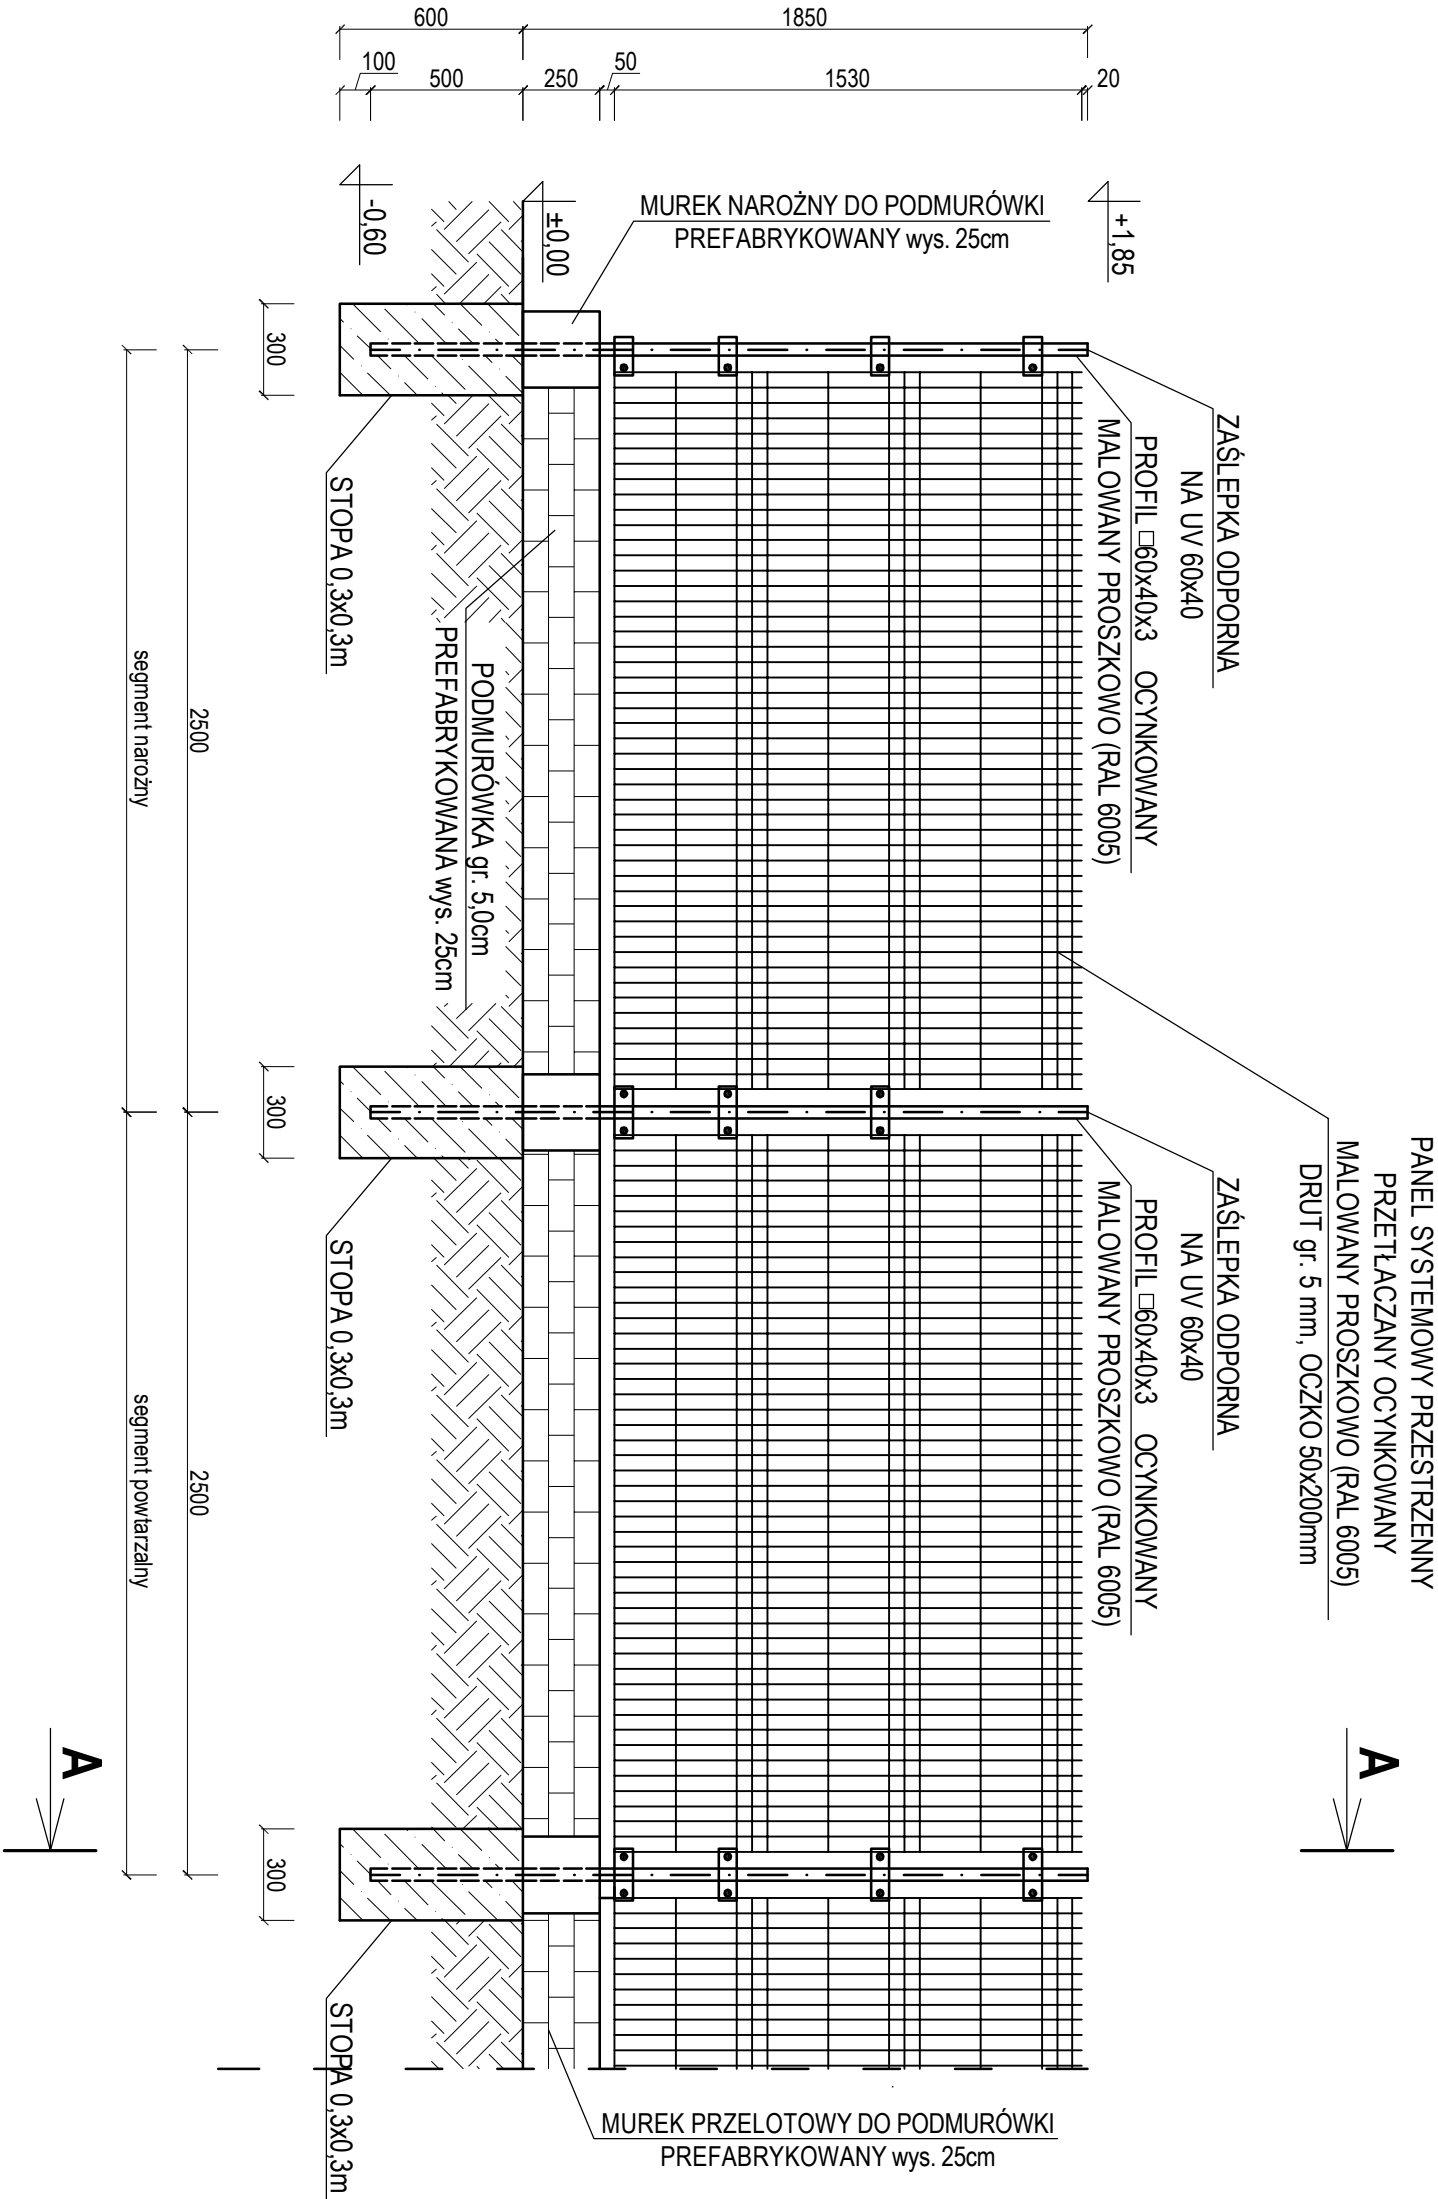 600
1850
100
500
250
50
1530
20
-0,60
±0,00
+1,85
MUREK NAROŻNY DO PODMURÓWKI
PREFABRYKOWANY wys. 25cm
ZAŚLEPKA ODPORNA
NA UV 60x40
PROFIL □60x40x3 OCYNKOWANY
MALOWANY PROSZKOWO (RAL 6005)
PANEL SYSTEMOWY PRZESTRZENNY
PRZETŁACZANY OCYNKOWANY
MALOWANY PROSZKOWO (RAL 6005)
DRUT gr. 5 mm, OCZKO 50x200mm
ZAŚLEPKA ODPORNA
NA UV 60x40
PROFIL □60x40x3 OCYNKOWANY
MALOWANY PROSZKOWO (RAL 6005)
A
PODMURÓWKA gr. 5,0cm
PREFABRYKOWANA wys. 25cm
STOPA 0,3x0,3m
STOPA 0,3x0,3m
STOPA 0,3x0,3m
300
300
300
2500
2500
segment narożny
segment powtarzalny
A
MUREK PRZELOTOWY DO PODMURÓWKI
PREFABRYKOWANY wys. 25cm